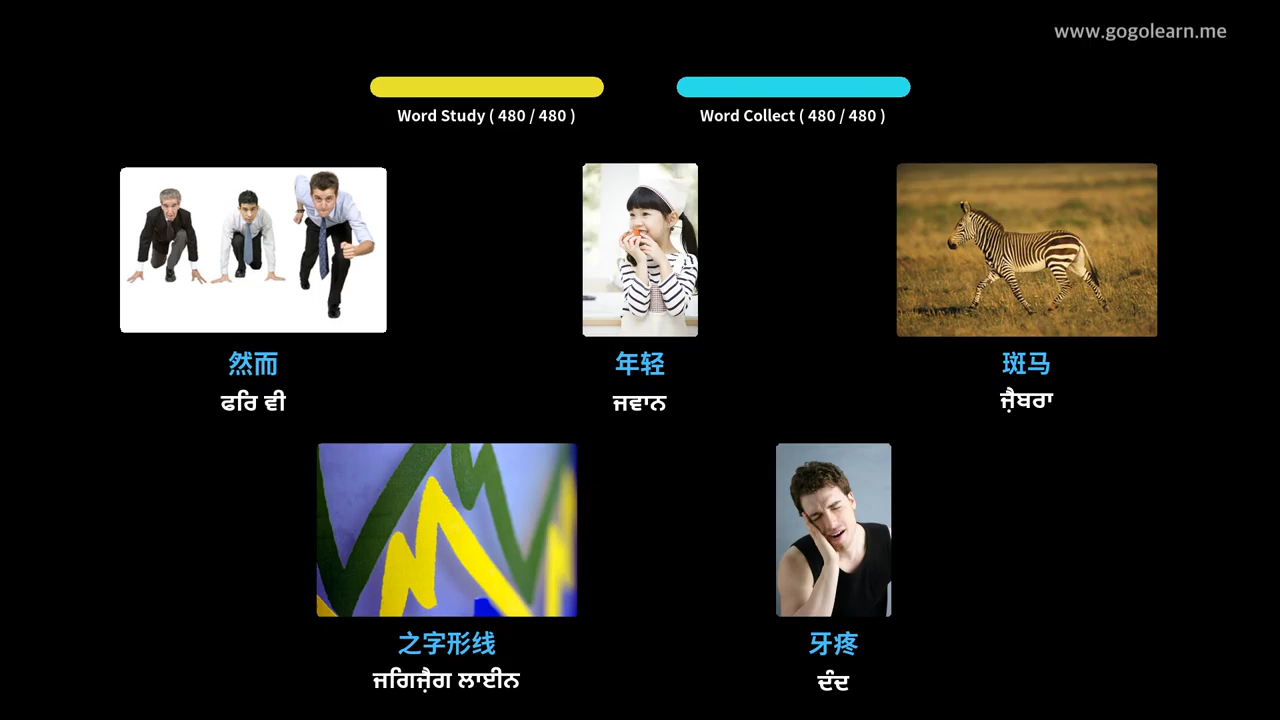 www.gogolearn.me
Word Study ( 480 / 480 )
Word Collect ( 480 / 480 )
然而
ਫਰਿ ਵੀ
年轻
ਜਵਾਨ
斑马
ਜ਼ੈਬਰਾ
之字形线
ਜਗਿਜ਼ੈਗ ਲਾਈਨ
牙疼
ਦੰਦ